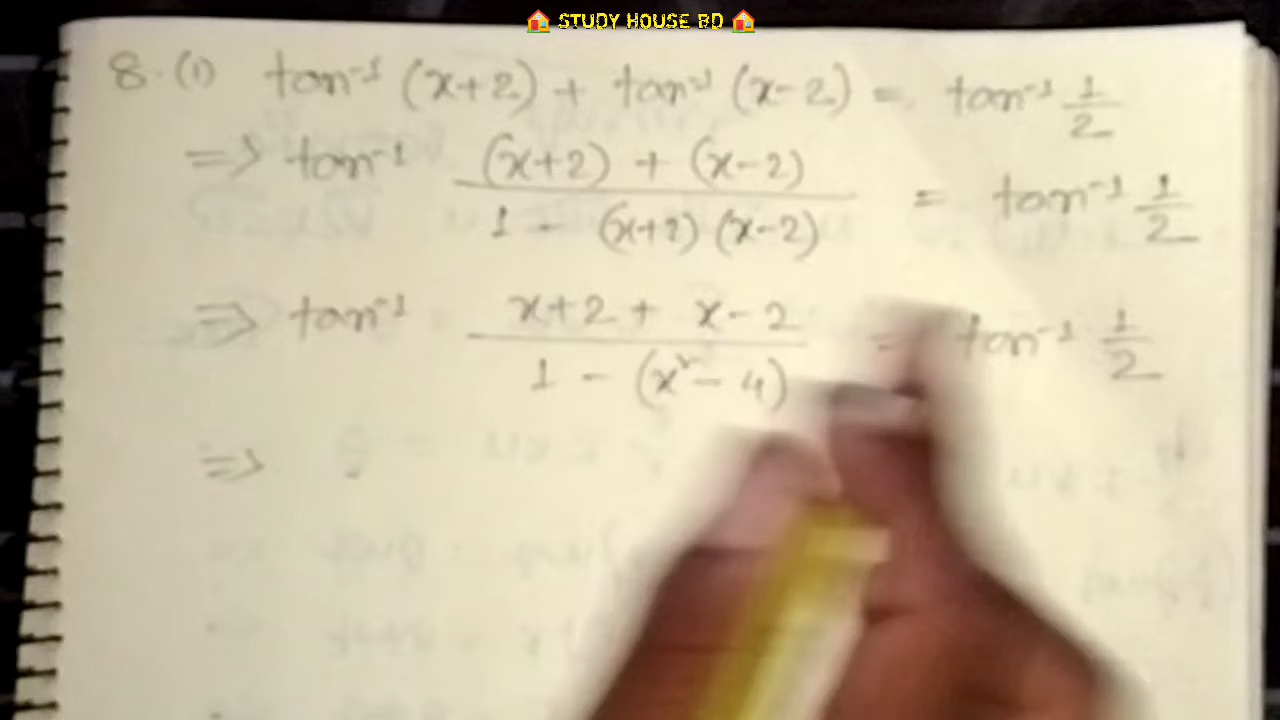 🏠 STUDY HOUSE BD 🏠
8. (1) tan⁻¹ (x+2) + tan⁻¹ (x-2) = tan⁻¹ 1/2
=> tan⁻¹ (x+2) + (x-2) / 1 - (x+2) (x-2) = tan⁻¹ 1/2
=> tan⁻¹ x+2 + x-2 / 1 - (x² - 4) = tan⁻¹ 1/2
=>